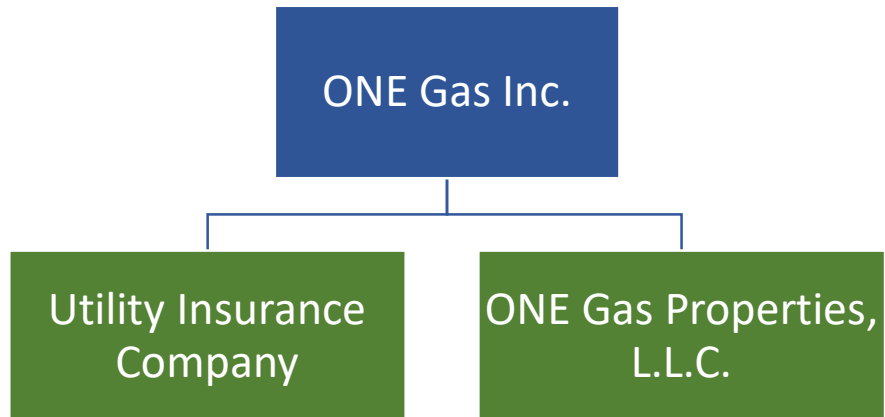 ONE Gas Inc.
Utility Insurance
Company
ONE Gas Properties,
L.L.C.